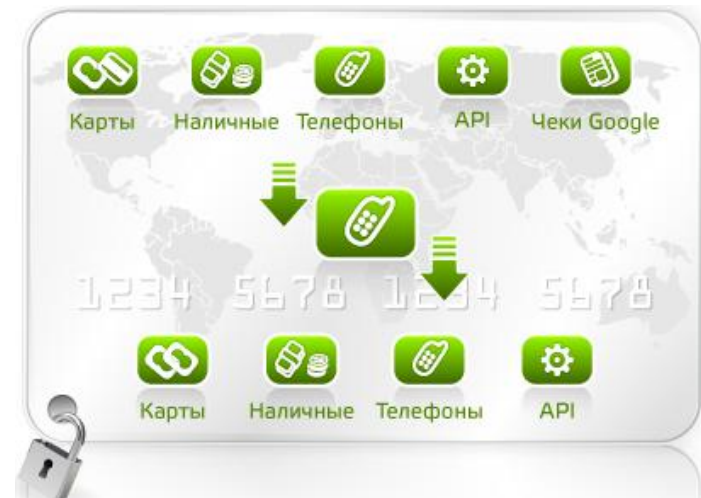 Карты Наличные Телефоны API Чеки Google
1234 5678 1234 5678
Карты Наличные Телефоны API